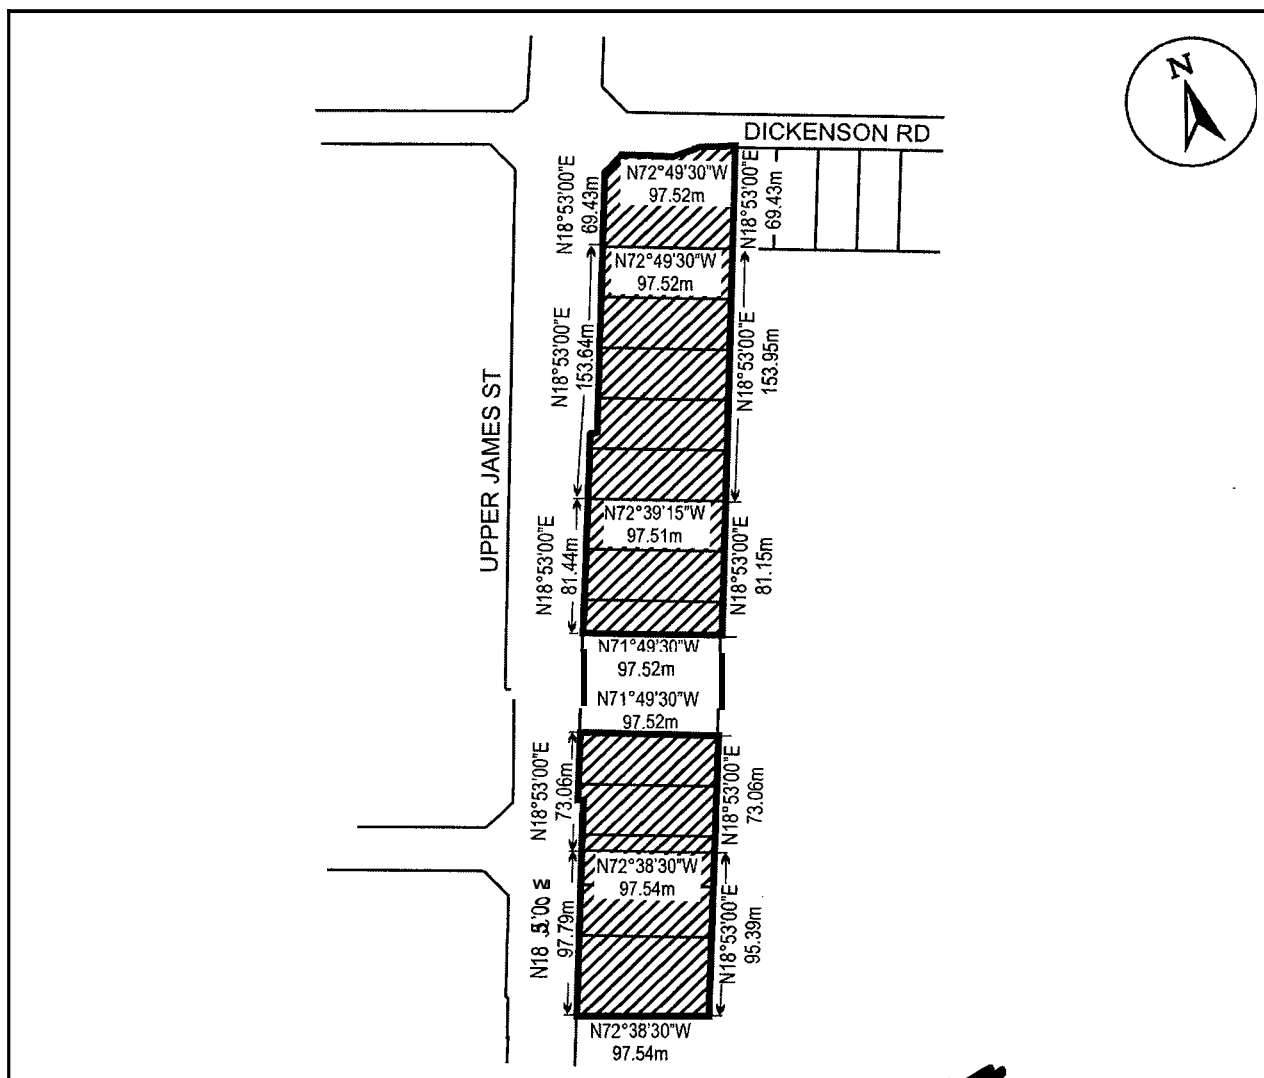 N
DICKENSON RD
N72°49'30"W
97.52m
N18°53'00"E
69.43m
N18°53'00"E
69.43m
N72°49'30"W
97.52m
N18°53'00"E
153.64m
N18°53'00"E
153.95m
UPPER JAMES ST
N72°39'15"W
97.51m
N18°53'00"E
81.44m
N18°53'00"E
81.15m
N71°49'30"W
97.52m
N71°49'30"W
97.52m
N18°53'00"E
73.06m
N18°53'00"E
73.06m
N72°38'30"W
97.54m
N18
97.79m
N18°53'00"E
95.39m
N72°38'30"W
97.54m